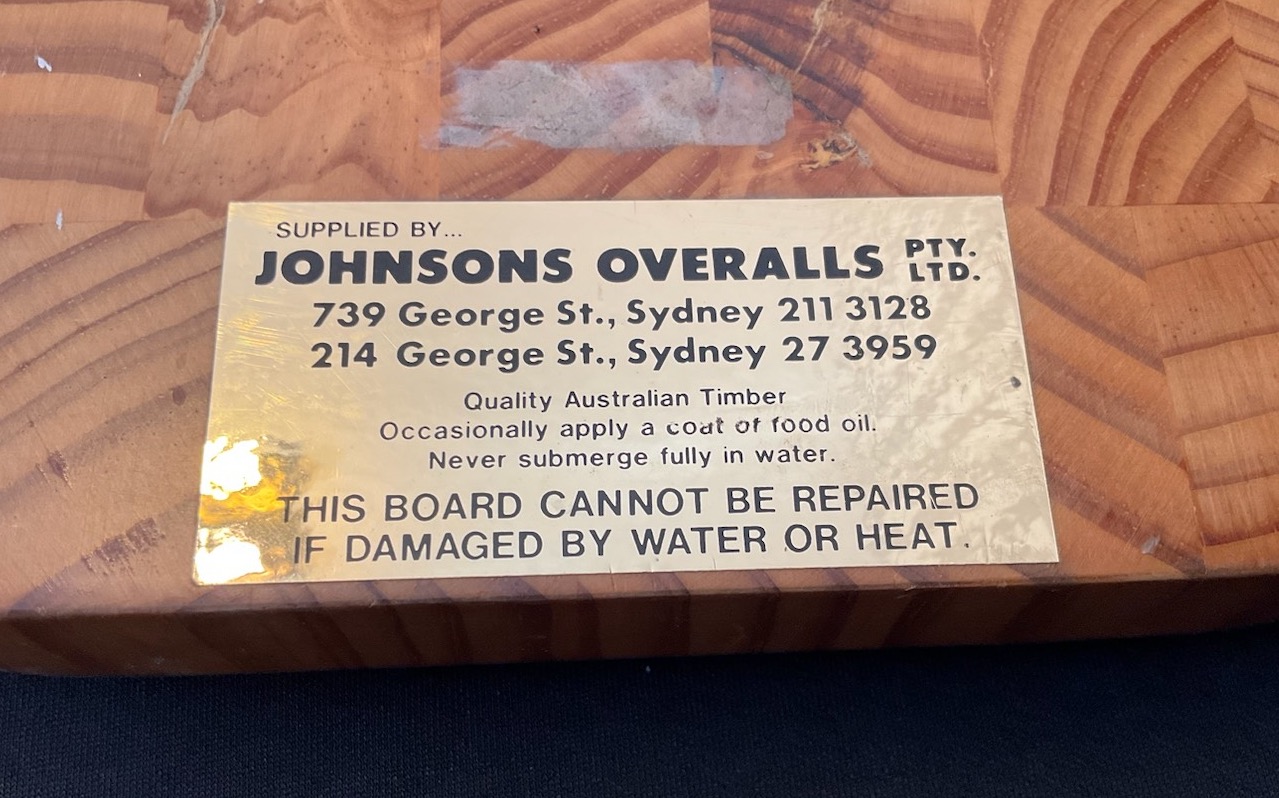 SUPPLIED BY...
JOHNSONS OVERALLS PTY. LTD.
739 George St., Sydney 211 3128
214 George St., Sydney 27 3959
Quality Australian Timber
Occasionally apply a coat of food oil.
Never submerge fully in water.
THIS BOARD CANNOT BE REPAIRED
IF DAMAGED BY WATER OR HEAT.